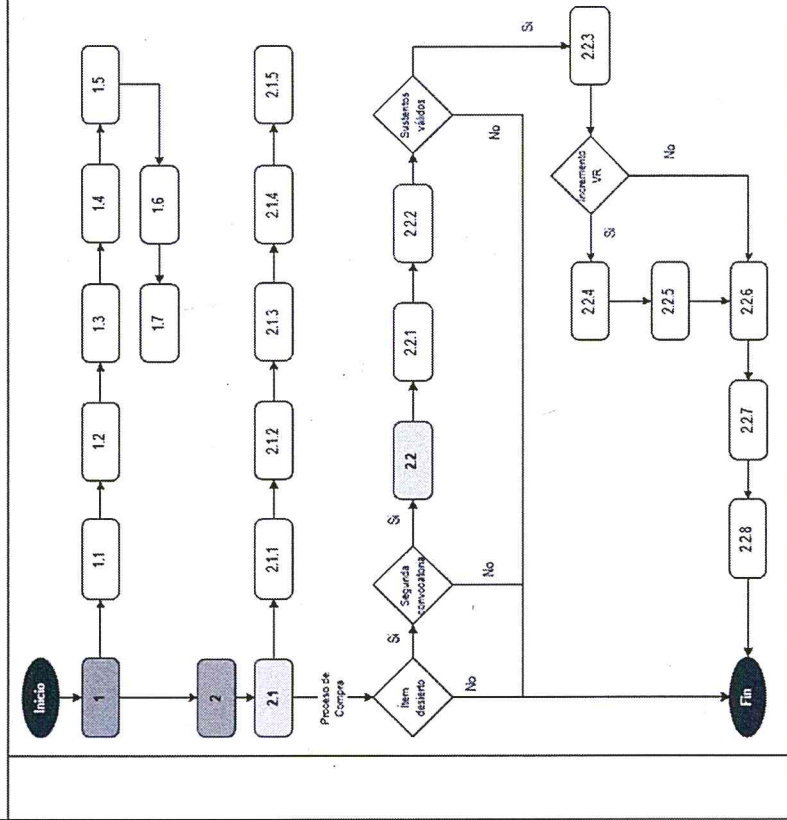 Inicio
1
1.1
1.2
1.3
1.4
1.5
1.6
1.7
2
2.1
2.1.1
2.1.2
2.1.3
2.1.4
2.1.5
Proceso de
Compra
Ítem
desierto
Si
No
Segunda
convocatoria
Si
No
2.2
2.2.1
2.2.2
Sustentos
válidos
Si
No
2.2.3
Incremento
VR
Si
No
2.2.4
2.2.5
2.2.6
2.2.7
2.2.8
Fin